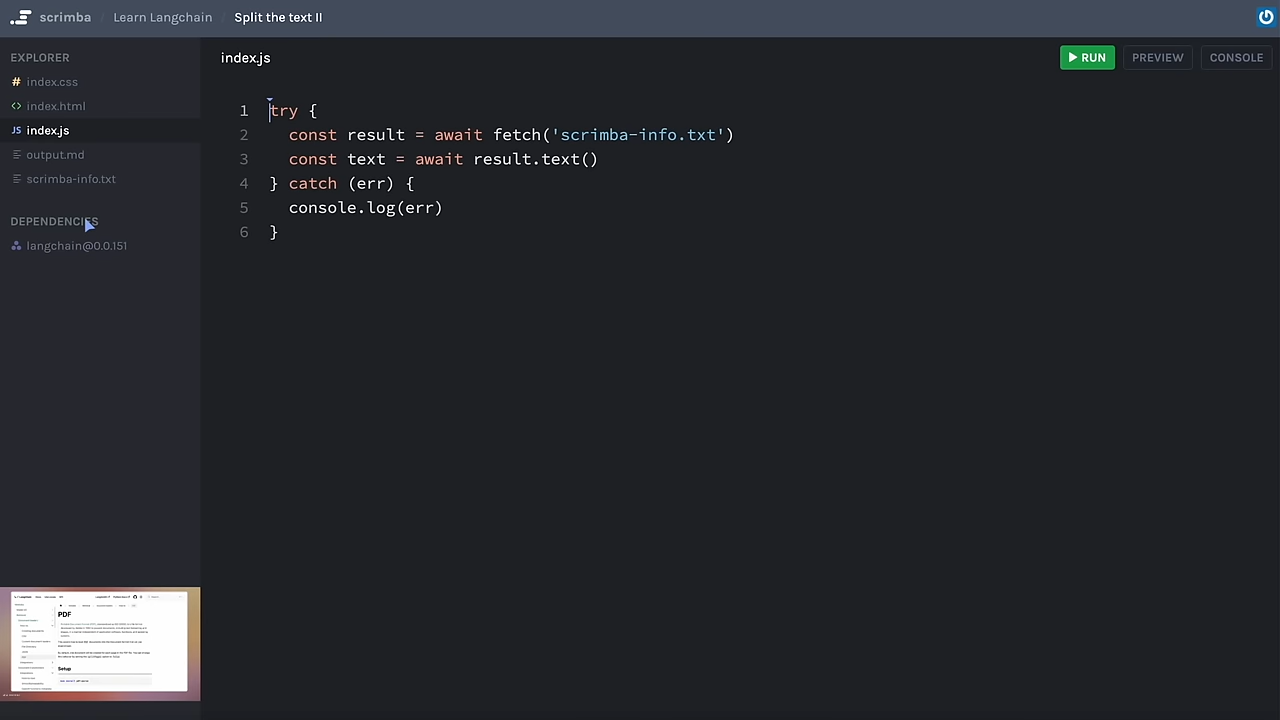 scrimba / Learn Langchain / Split the text II
EXPLORER
# index.css
<> index.html
JS index.js
output.md
scrimba-info.txt
DEPENDENCIES
langchain@0.0.151
index.js
RUN
PREVIEW
CONSOLE
1 try {
2 const result = await fetch('scrimba-info.txt')
3 const text = await result.text()
4 } catch (err) {
5 console.log(err)
6 }
PDF
Setup